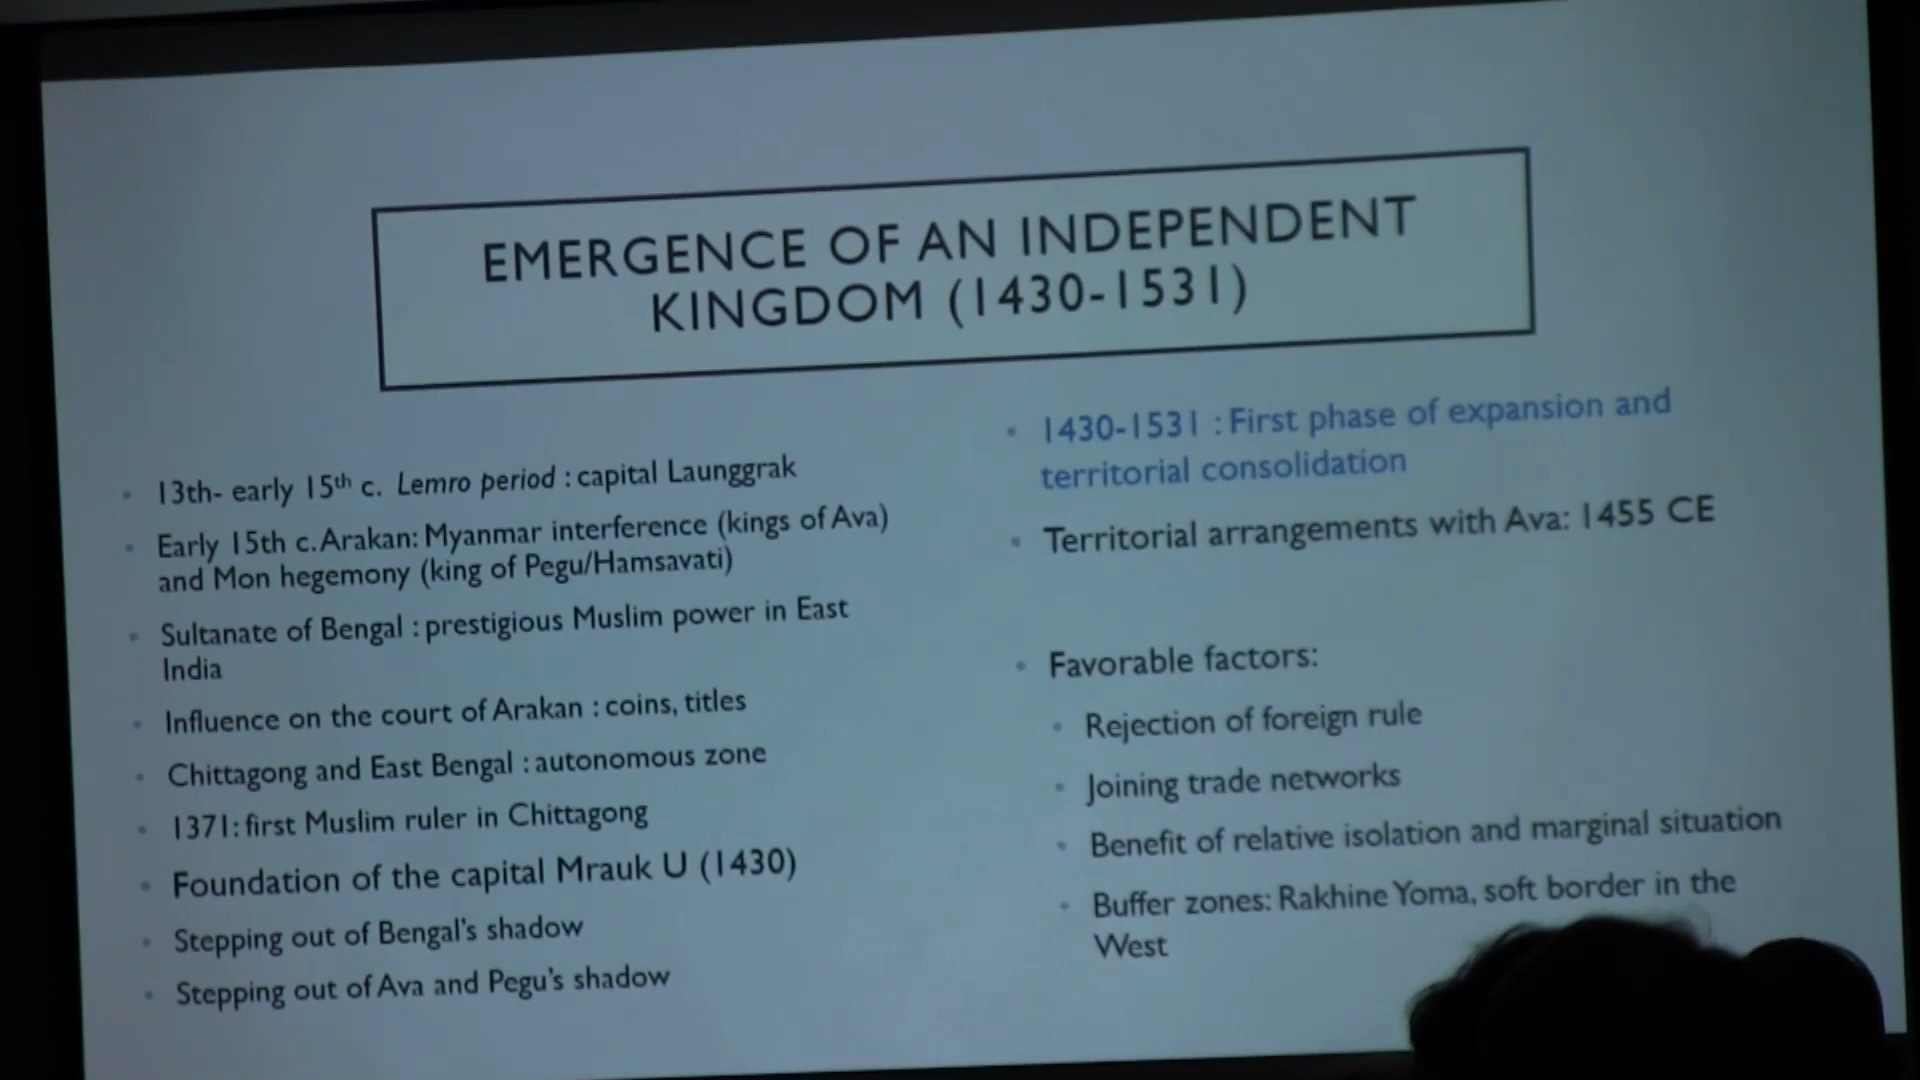 EMERGENCE OF AN INDEPENDENT
KINGDOM (1430-1531)
13th- early 15th c. Lemro period : capital Launggrak
Early 15th c. Arakan: Myanmar interference (kings of Ava)
and Mon hegemony (king of Pegu/Hamsavati)
Sultanate of Bengal : prestigious Muslim power in East
India
Influence on the court of Arakan : coins, titles
Chittagong and East Bengal : autonomous zone
1371: first Muslim ruler in Chittagong
Foundation of the capital Mrauk U (1430)
Stepping out of Bengal's shadow
Stepping out of Ava and Pegu's shadow
1430-1531 : First phase of expansion and
territorial consolidation
Territorial arrangements with Ava: 1455 CE
Favorable factors:
Rejection of foreign rule
Joining trade networks
Benefit of relative isolation and marginal situation
Buffer zones: Rakhine Yoma, soft border in the
West